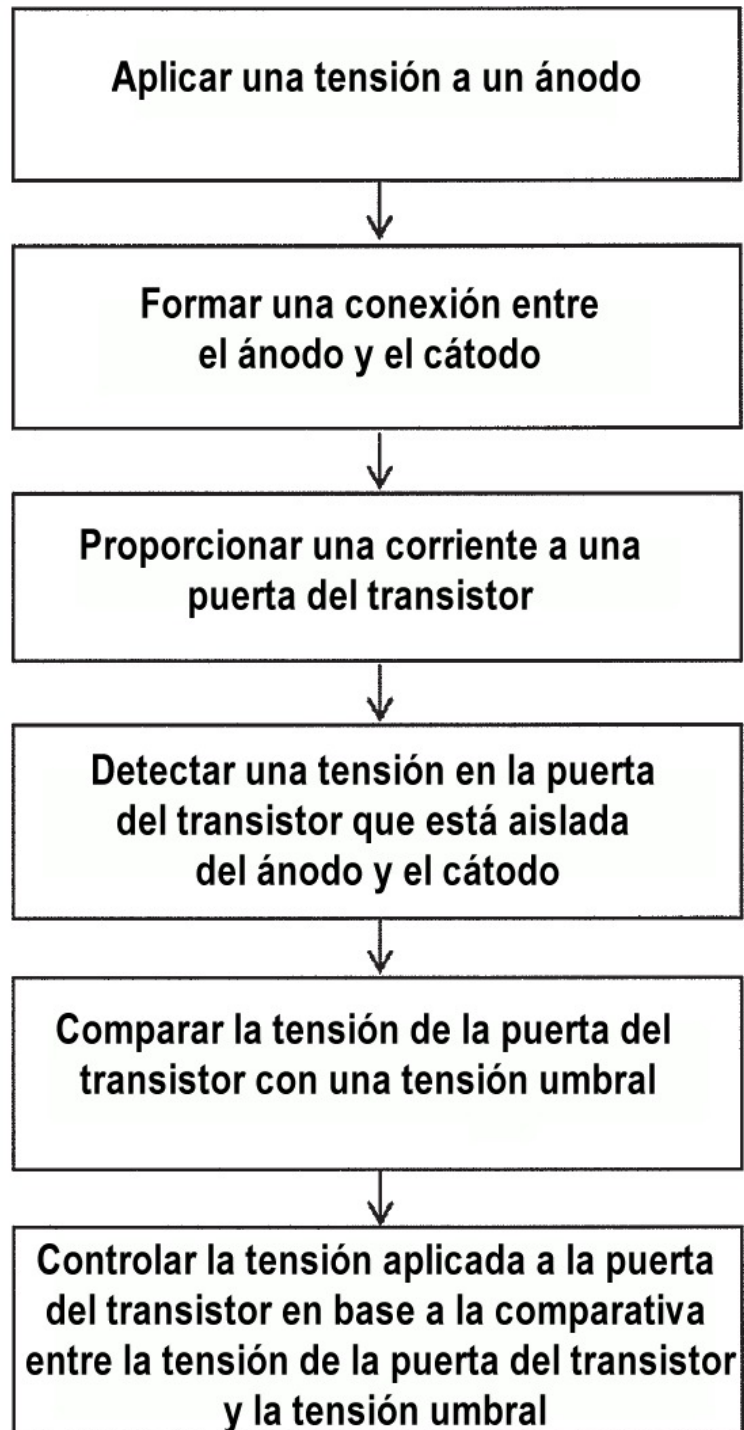 Aplicar una tensión a un ánodo
Formar una conexión entre
el ánodo y el cátodo
Proporcionar una corriente a una
puerta del transistor
Detectar una tensión en la puerta
del transistor que está aislada
del ánodo y el cátodo
Comparar la tensión de la puerta del
transistor con una tensión umbral
Controlar la tensión aplicada a la puerta
del transistor en base a la comparativa
entre la tensión de la puerta del transistor
y la tensión umbral